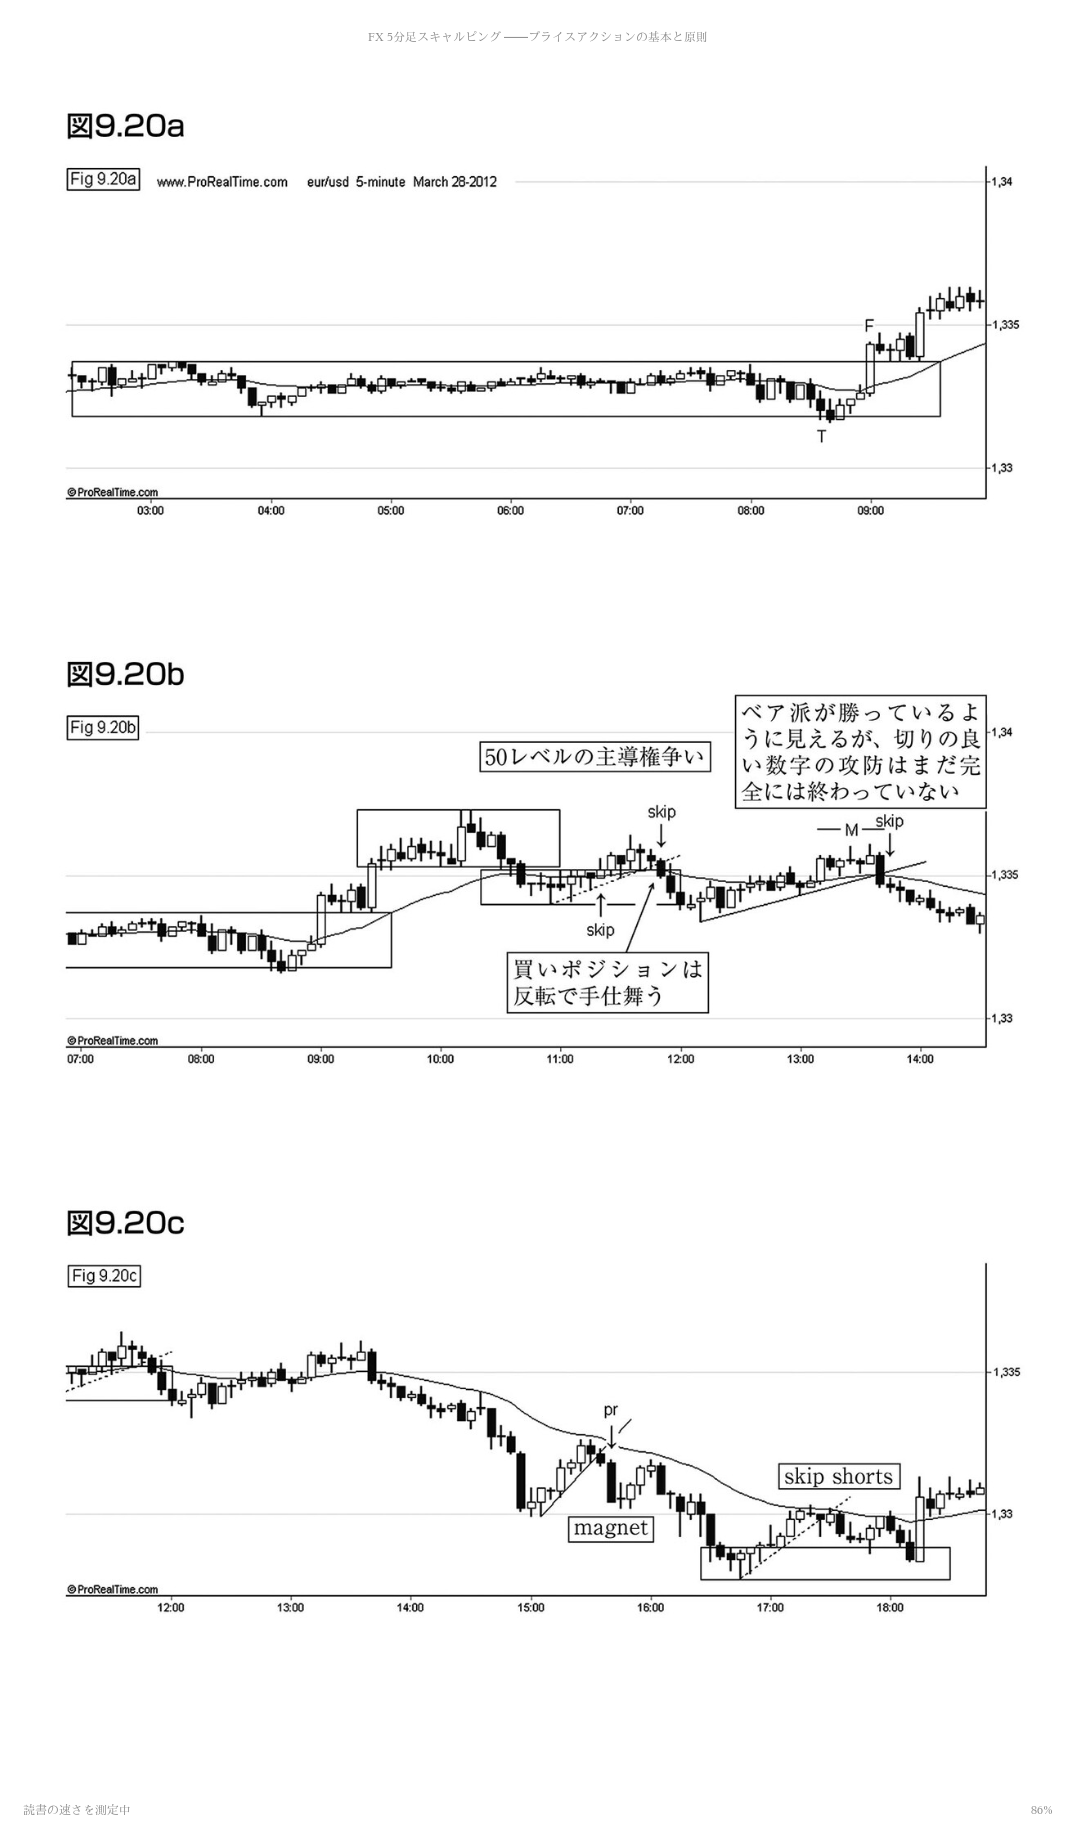 FX 5分足スキャルピング ――プライスアクションの基本と原則
図9.20a
Fig 9.20a www.ProRealTime.com eur/usd 5-minute March 28-2012
1,34
F
1,335
T
1,33
©ProRealTime.com
03:00 04:00 05:00 06:00 07:00 08:00 09:00
図9.20b
Fig 9.20b
ベア派が勝っているよ
うに見えるが、切りの良
い数字の攻防はまだ完
全には終わっていない
1,34
50レベルの主導権争い
skip
M
skip
1,335
skip
買いポジションは
反転で手仕舞う
1,33
©ProRealTime.com
07:00 08:00 09:00 10:00 11:00 12:00 13:00 14:00
図9.20c
Fig 9.20c
1,335
pr
skip shorts
magnet
1,33
©ProRealTime.com
12:00 13:00 14:00 15:00 16:00 17:00 18:00
読書の速さを測定中
86%